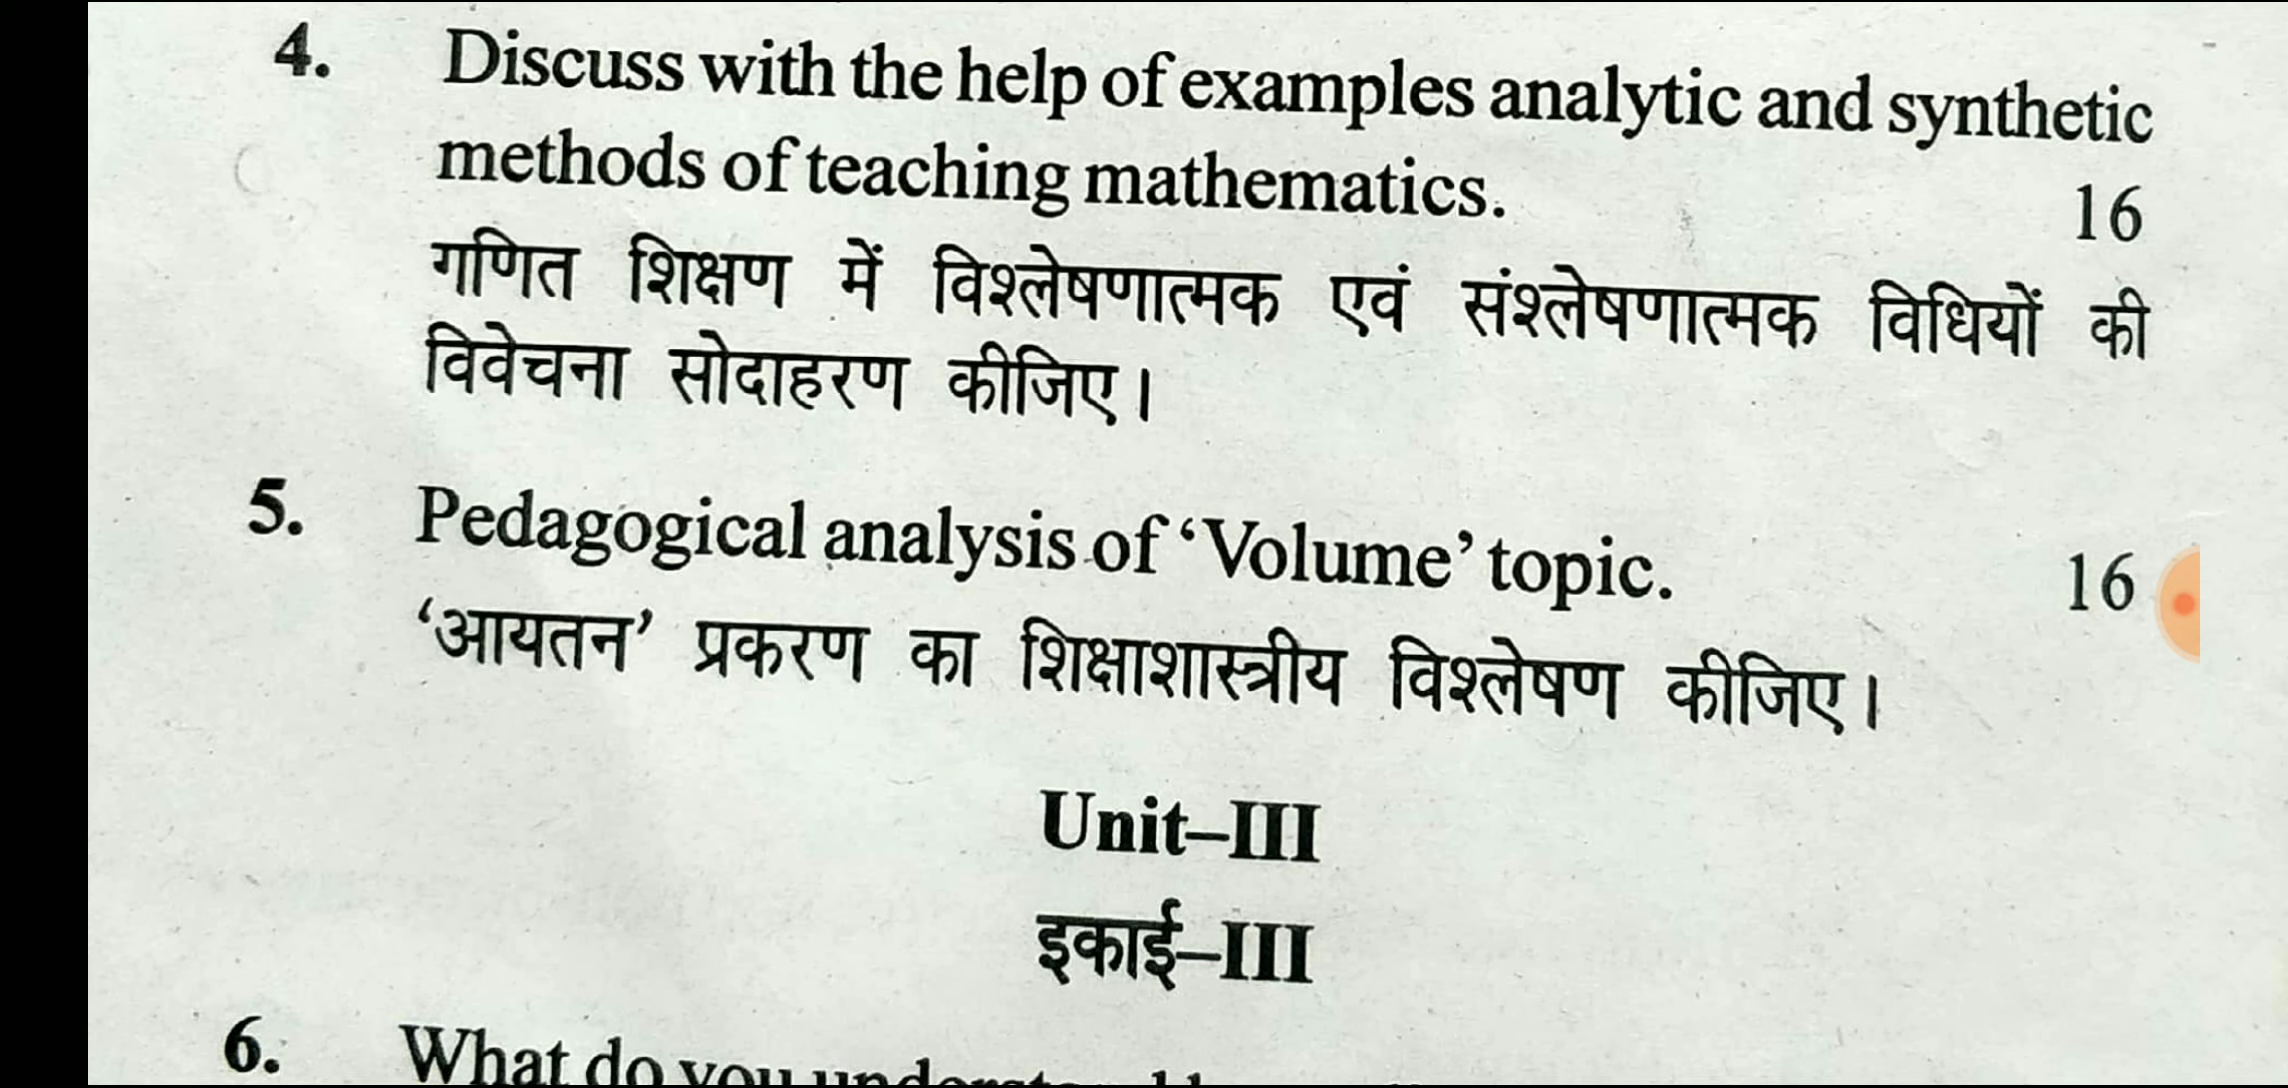 4. Discuss with the help of examples analytic and synthetic
methods of teaching mathematics. 16
गणित शिक्षण में विश्लेषणात्मक एवं संश्लेषणात्मक विधियों की
विवेचना सोदाहरण कीजिए।
5. Pedagogical analysis of ‘Volume’ topic. 16
‘आयतन’ प्रकरण का शिक्षाशास्त्रीय विश्लेषण कीजिए।
Unit–III
इकाई–III
6. What do you